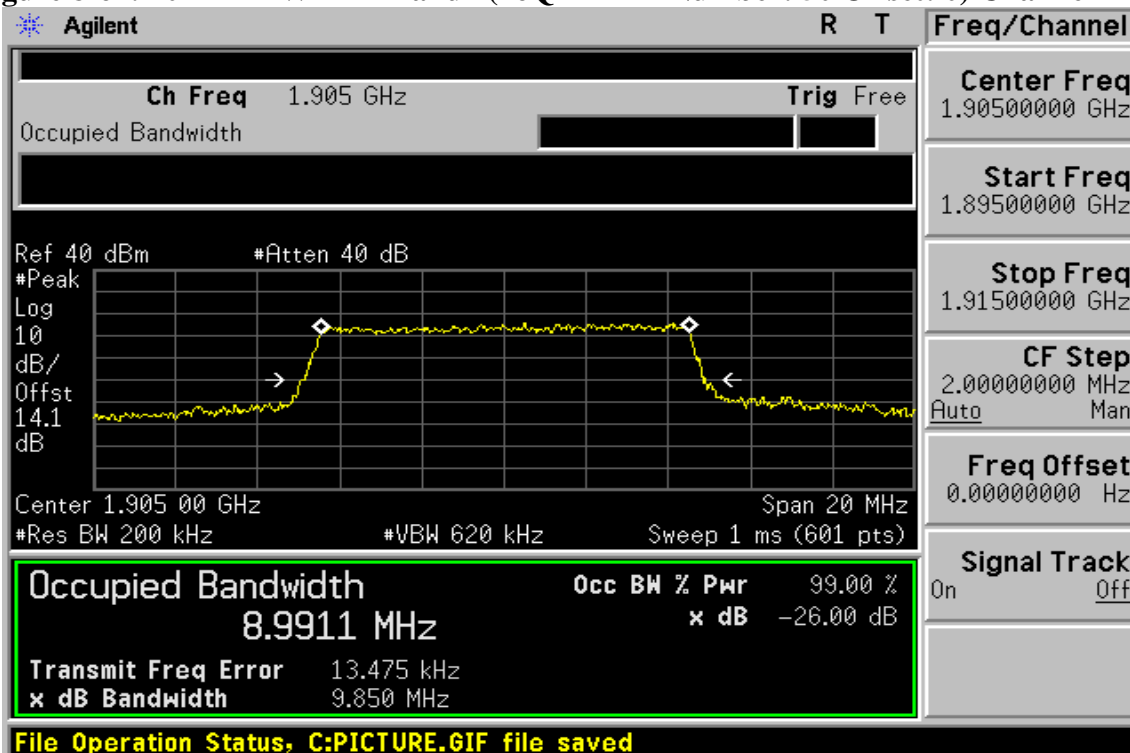 Agilent R T
Ch Freq 1.905 GHz Trig Free
Occupied Bandwidth
Ref 40 dBm #Atten 40 dB
#Peak
Log
10
dB/
Offst
14.1
dB
Center 1.905 00 GHz Span 20 MHz
#Res BW 200 kHz #VBW 620 kHz Sweep 1 ms (601 pts)
Occupied Bandwidth
8.9911 MHz
Occ BW % Pwr 99.00 %
x dB -26.00 dB
Transmit Freq Error 13.475 kHz
x dB Bandwidth 9.850 MHz
File Operation Status, C:PICTURE.GIF file saved
Freq/Channel
Center Freq
1.90500000 GHz
Start Freq
1.89500000 GHz
Stop Freq
1.91500000 GHz
CF Step
2.00000000 MHz
Auto Man
Freq Offset
0.00000000 Hz
Signal Track
On Off